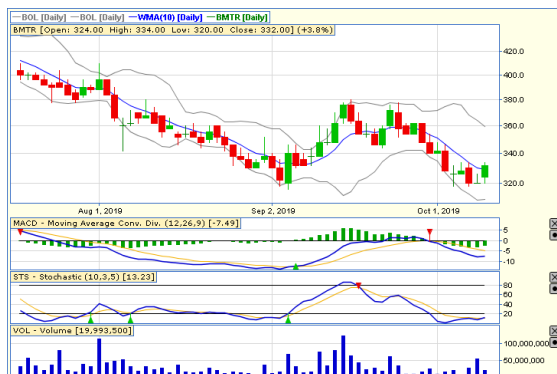 BOL [Daily] BOL [Daily] WMA(10) [Daily] BMTR [Daily]
BMTR [Open: 324.00 High: 334.00 Low: 320.00 Close: 332.00] (+3.8%)
420.0
400.0
380.0
360.0
340.0
320.0
Aug 1, 2019 Sep 2, 2019 Oct 1, 2019
MACD - Moving Average Conv. Div. (12,26,9) [-7.49]
5
0
-5
-10
STS - Stochastic (10,3,5) [13.23]
80
60
40
20
VOL - Volume [19,993,500]
100,000,000
50,000,000